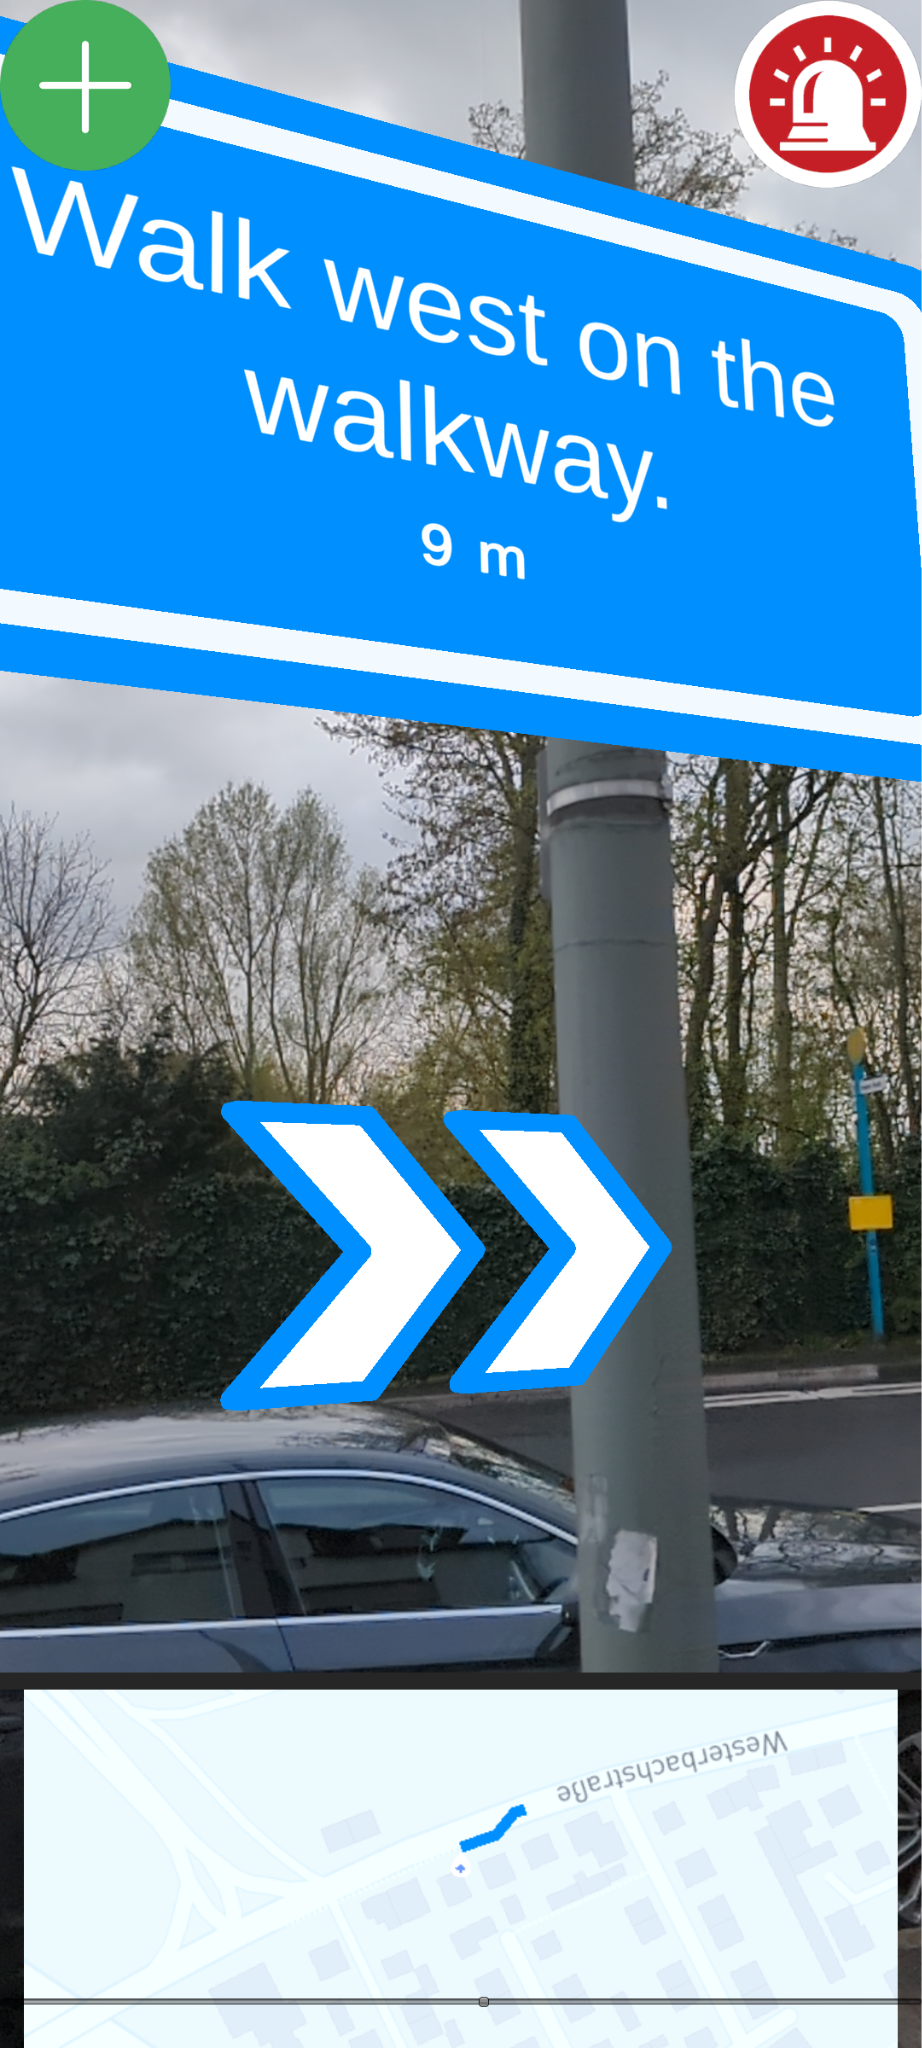 Walk west on the
walkway.
9 m
Westerbachstraße